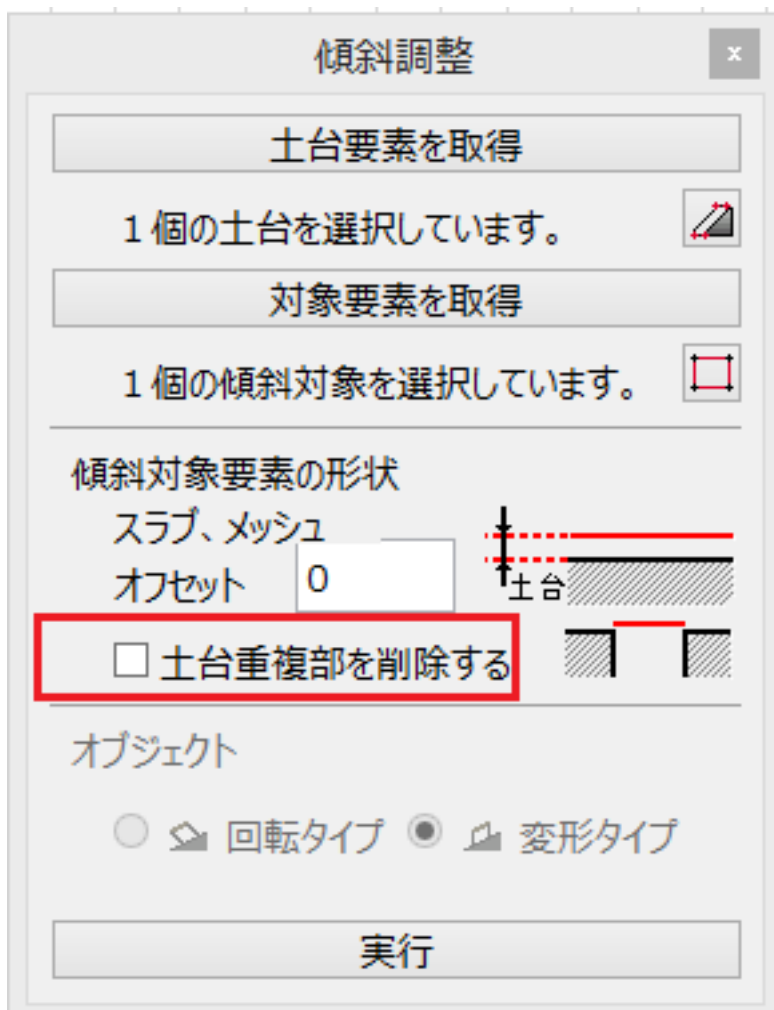 傾斜調整
x
土台要素を取得
1個の土台を選択しています。
対象要素を取得
1個の傾斜対象を選択しています。
傾斜対象要素の形状
スラブ、メッシュ
オフセット 0
土台
土台重複部を削除する
オブジェクト
回転タイプ 変形タイプ
実行